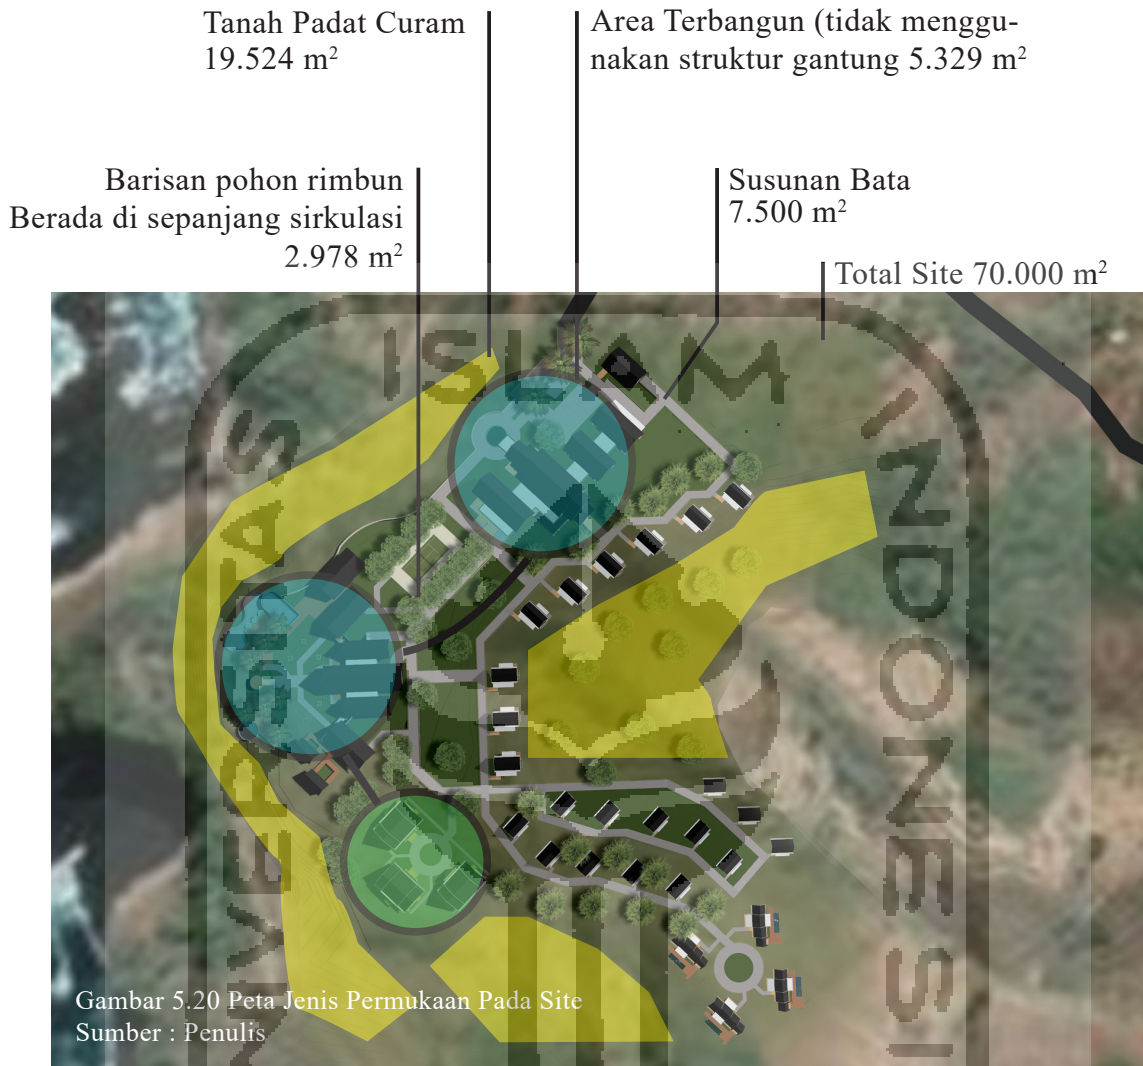 Tanah Padat Curam
19.524 m²
Area Terbangun (tidak menggu-
nakan struktur gantung 5.329 m²
Barisan pohon rimbun
Berada di sepanjang sirkulasi
2.978 m²
Susunan Bata
7.500 m²
Total Site 70.000 m²
ISLAM
INDONESI
Gambar 5.20 Peta Jenis Permukaan Pada Site
Sumber : Penulis